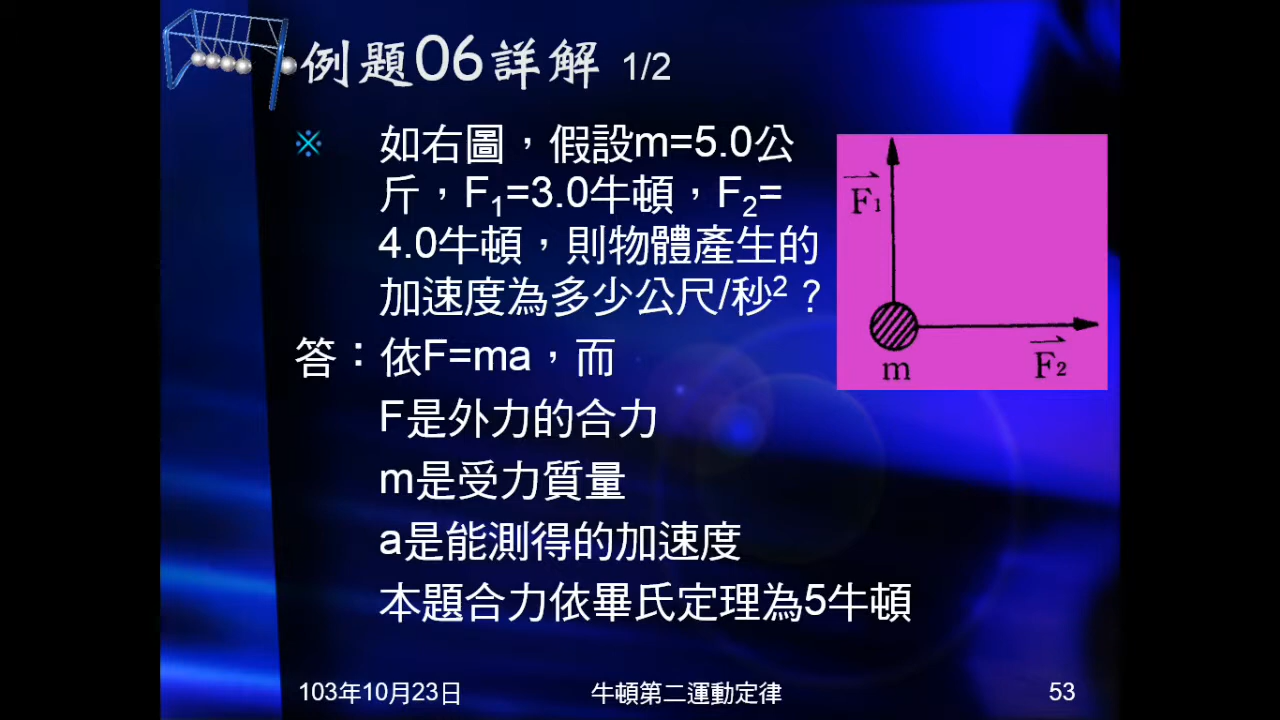 例題06詳解 1/2
※ 如右圖，假設m=5.0公
斤，F₁=3.0牛頓，F₂=
4.0牛頓，則物體產生的
加速度為多少公尺/秒²？
F₁
m
F₂
答：依F=ma，而
F是外力的合力
m是受力質量
a是能測得的加速度
本題合力依畢氏定理為5牛頓
103年10月23日
牛頓第二運動定律
53